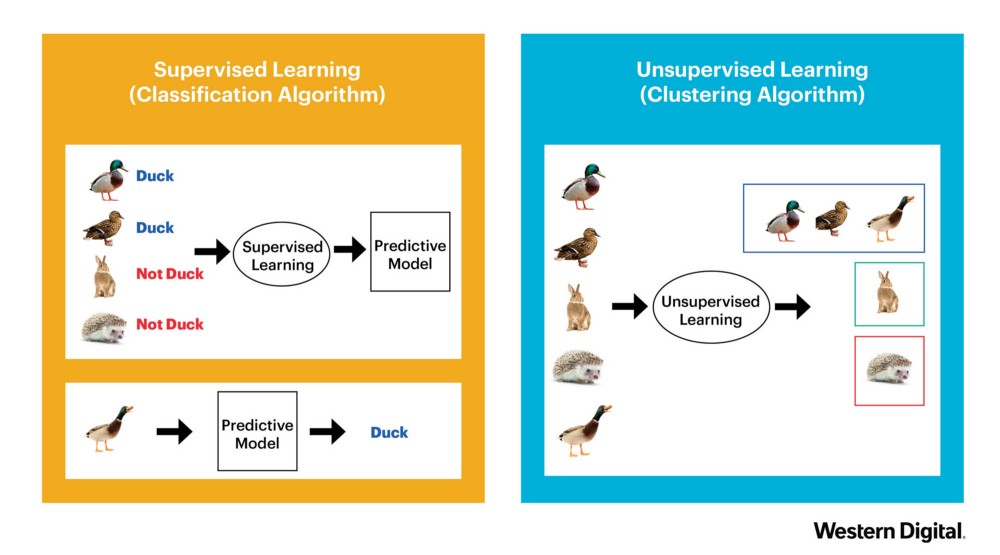 Supervised Learning
(Classification Algorithm)
Duck
Duck
Not Duck
Not Duck
Supervised
Learning
Predictive
Model
Predictive
Model
Duck
Unsupervised Learning
(Clustering Algorithm)
Unsupervised
Learning
Western Digital.